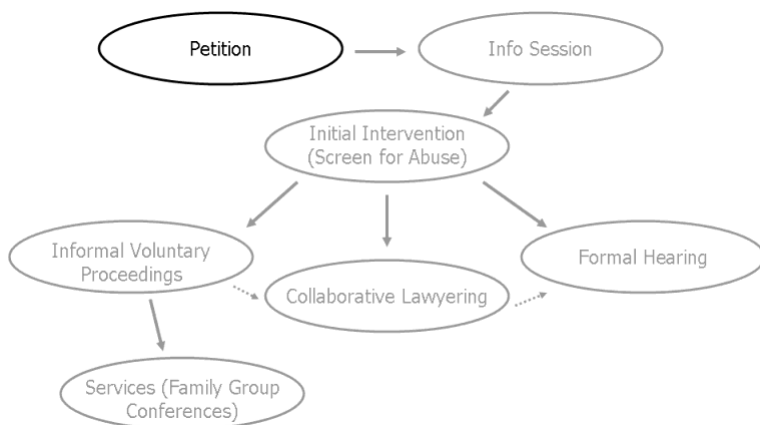 Petition
Info Session
Initial Intervention
(Screen for Abuse)
Informal Voluntary
Proceedings
Collaborative Lawyering
Formal Hearing
Services (Family Group
Conferences)